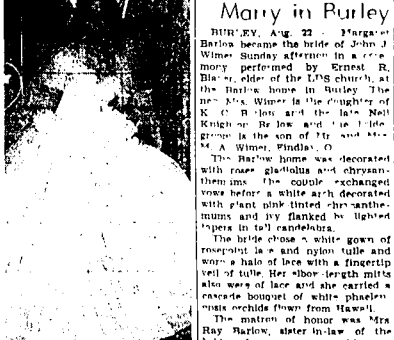 Marry in Burley
BURLEY, Aug. 22 - Margaret
Barlow became the bride of John J
Wimer Sunday afternoon in a cere-
mony performed by Ernest R.
Blaser, elder of the LDS church, at
the Barlow home in Burley The
new Mrs. Wimer is the daughter of
K C Barlow and the late Nell
Knighton Barlow and the bride-
groom is the son of Mr and Mrs
M. A Wimer, Findlay, O
The Barlow home was decorated
with roses gladiolus and chrysan-
themums The couple exchanged
vows before a white arch decorated
with giant pink-tinted chrysanthe-
mums and ivy flanked by lighted
tapers in tall candelabra.
The bride chose a white gown of
rosepoint lace and nylon tulle and
wore a halo of lace with a fingertip
veil of tulle. Her elbow-length mitts
also were of lace and she carried a
cascade bouquet of white phalaen-
opsis orchids flown from Hawaii.
The matron of honor was Mrs
Ray Barlow, sister in-law of the